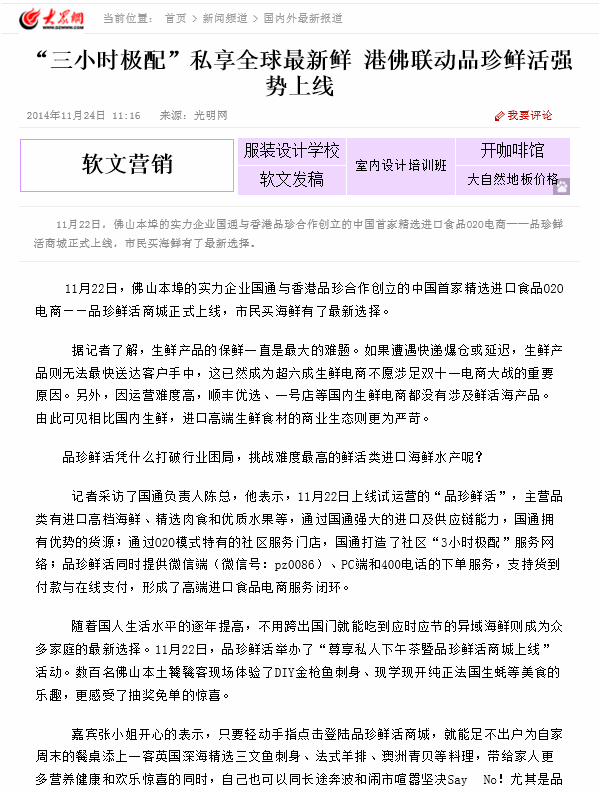 大众网
WWW.DZWWW.COM
当前位置： 首页 > 新闻频道 > 国内外最新报道
“三小时极配”私享全球最新鲜 港佛联动品珍鲜活强
势上线
2014年11月24日 11:16 来源：光明网
我要评论
软文营销
服装设计学校
软文发稿
室内设计培训班
开咖啡馆
大自然地板价格
11月22日，佛山本埠的实力企业国通与香港品珍合作创立的中国首家精选进口食品O2O电商——品珍鲜
活商城正式上线，市民买海鲜有了最新选择。
11月22日，佛山本埠的实力企业国通与香港品珍合作创立的中国首家精选进口食品O2O
电商——品珍鲜活商城正式上线，市民买海鲜有了最新选择。
据记者了解，生鲜产品的保鲜一直是最大的难题。如果遭遇快递爆仓或延迟，生鲜产
品则无法最快送达客户手中，这已然成为超六成生鲜电商不愿涉足双十一电商大战的重要
原因。另外，因运营难度高，顺丰优选、一号店等国内生鲜电商都没有涉及鲜活海产品。
由此可见相比国内生鲜，进口高端生鲜食材的商业生态则更为严苛。
品珍鲜活凭什么打破行业困局，挑战难度最高的鲜活类进口海鲜水产呢？
记者采访了国通负责人陈总，他表示，11月22日上线试运营的“品珍鲜活”，主营品
类有进口高档海鲜、精选肉食和优质水果等，通过国通强大的进口及供应链能力，国通拥
有优势的货源；通过O2O模式特有的社区服务门店，国通打造了社区“3小时极配”服务网
络；品珍鲜活同时提供微信端（微信号：pz0086）、PC端和400电话的下单服务，支持货到
付款与在线支付，形成了高端进口食品电商服务闭环。
随着国人生活水平的逐年提高，不用跨出国门就能吃到应时应节的异域海鲜则成为众
多家庭的最新选择。11月22日，品珍鲜活举办了“尊享私人下午茶暨品珍鲜活商城上线”
活动。数百名佛山本土饕餮客现场体验了DIY金枪鱼刺身、现学现开纯正法国生蚝等美食的
乐趣，更感受了抽奖免单的惊喜。
嘉宾张小姐开心的表示，只要轻动手指点击登陆品珍鲜活商城，就能足不出户为自家
周末的餐桌添上一客英国深海精选三文鱼刺身、法式羊排、澳洲青贝等料理，带给家人更
多营养健康和欢乐惊喜的同时，自己也可以同长途奔波和闹市喧嚣坚决Say No！尤其是品